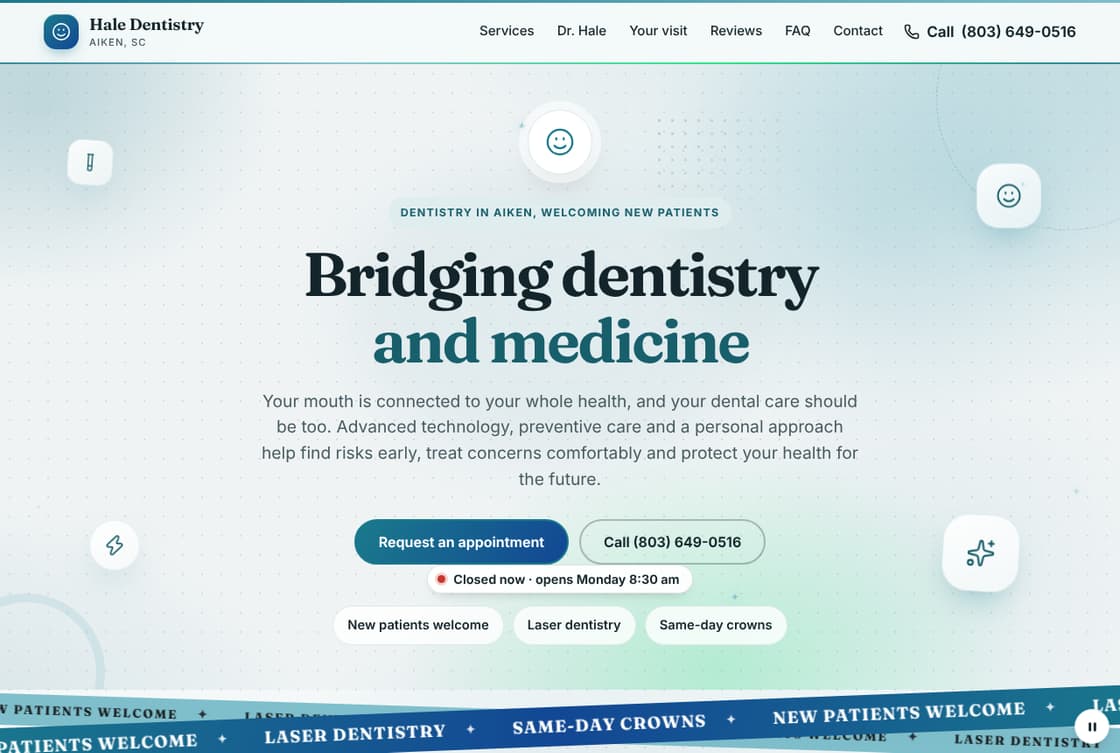 Hale Dentistry
AIKEN, SC
Services
Dr. Hale
Your visit
Reviews
FAQ
Contact
Call (803) 649-0516
DENTISTRY IN AIKEN, WELCOMING NEW PATIENTS
Bridging dentistry
and medicine
Your mouth is connected to your whole health, and your dental care should
be too. Advanced technology, preventive care and a personal approach
help find risks early, treat concerns comfortably and protect your health for
the future.
Request an appointment
Call (803) 649-0516
Closed now · opens Monday 8:30 am
New patients welcome
Laser dentistry
Same-day crowns
W PATIENTS WELCOME ✦ LASER
WELCOME ✦ LASER DENTISTRY
PATIENTS WELCOME ✦ LASER DENTISTRY ✦ SAME-DAY CROWNS ✦ NEW PATIENTS WELCOME ✦ LAS